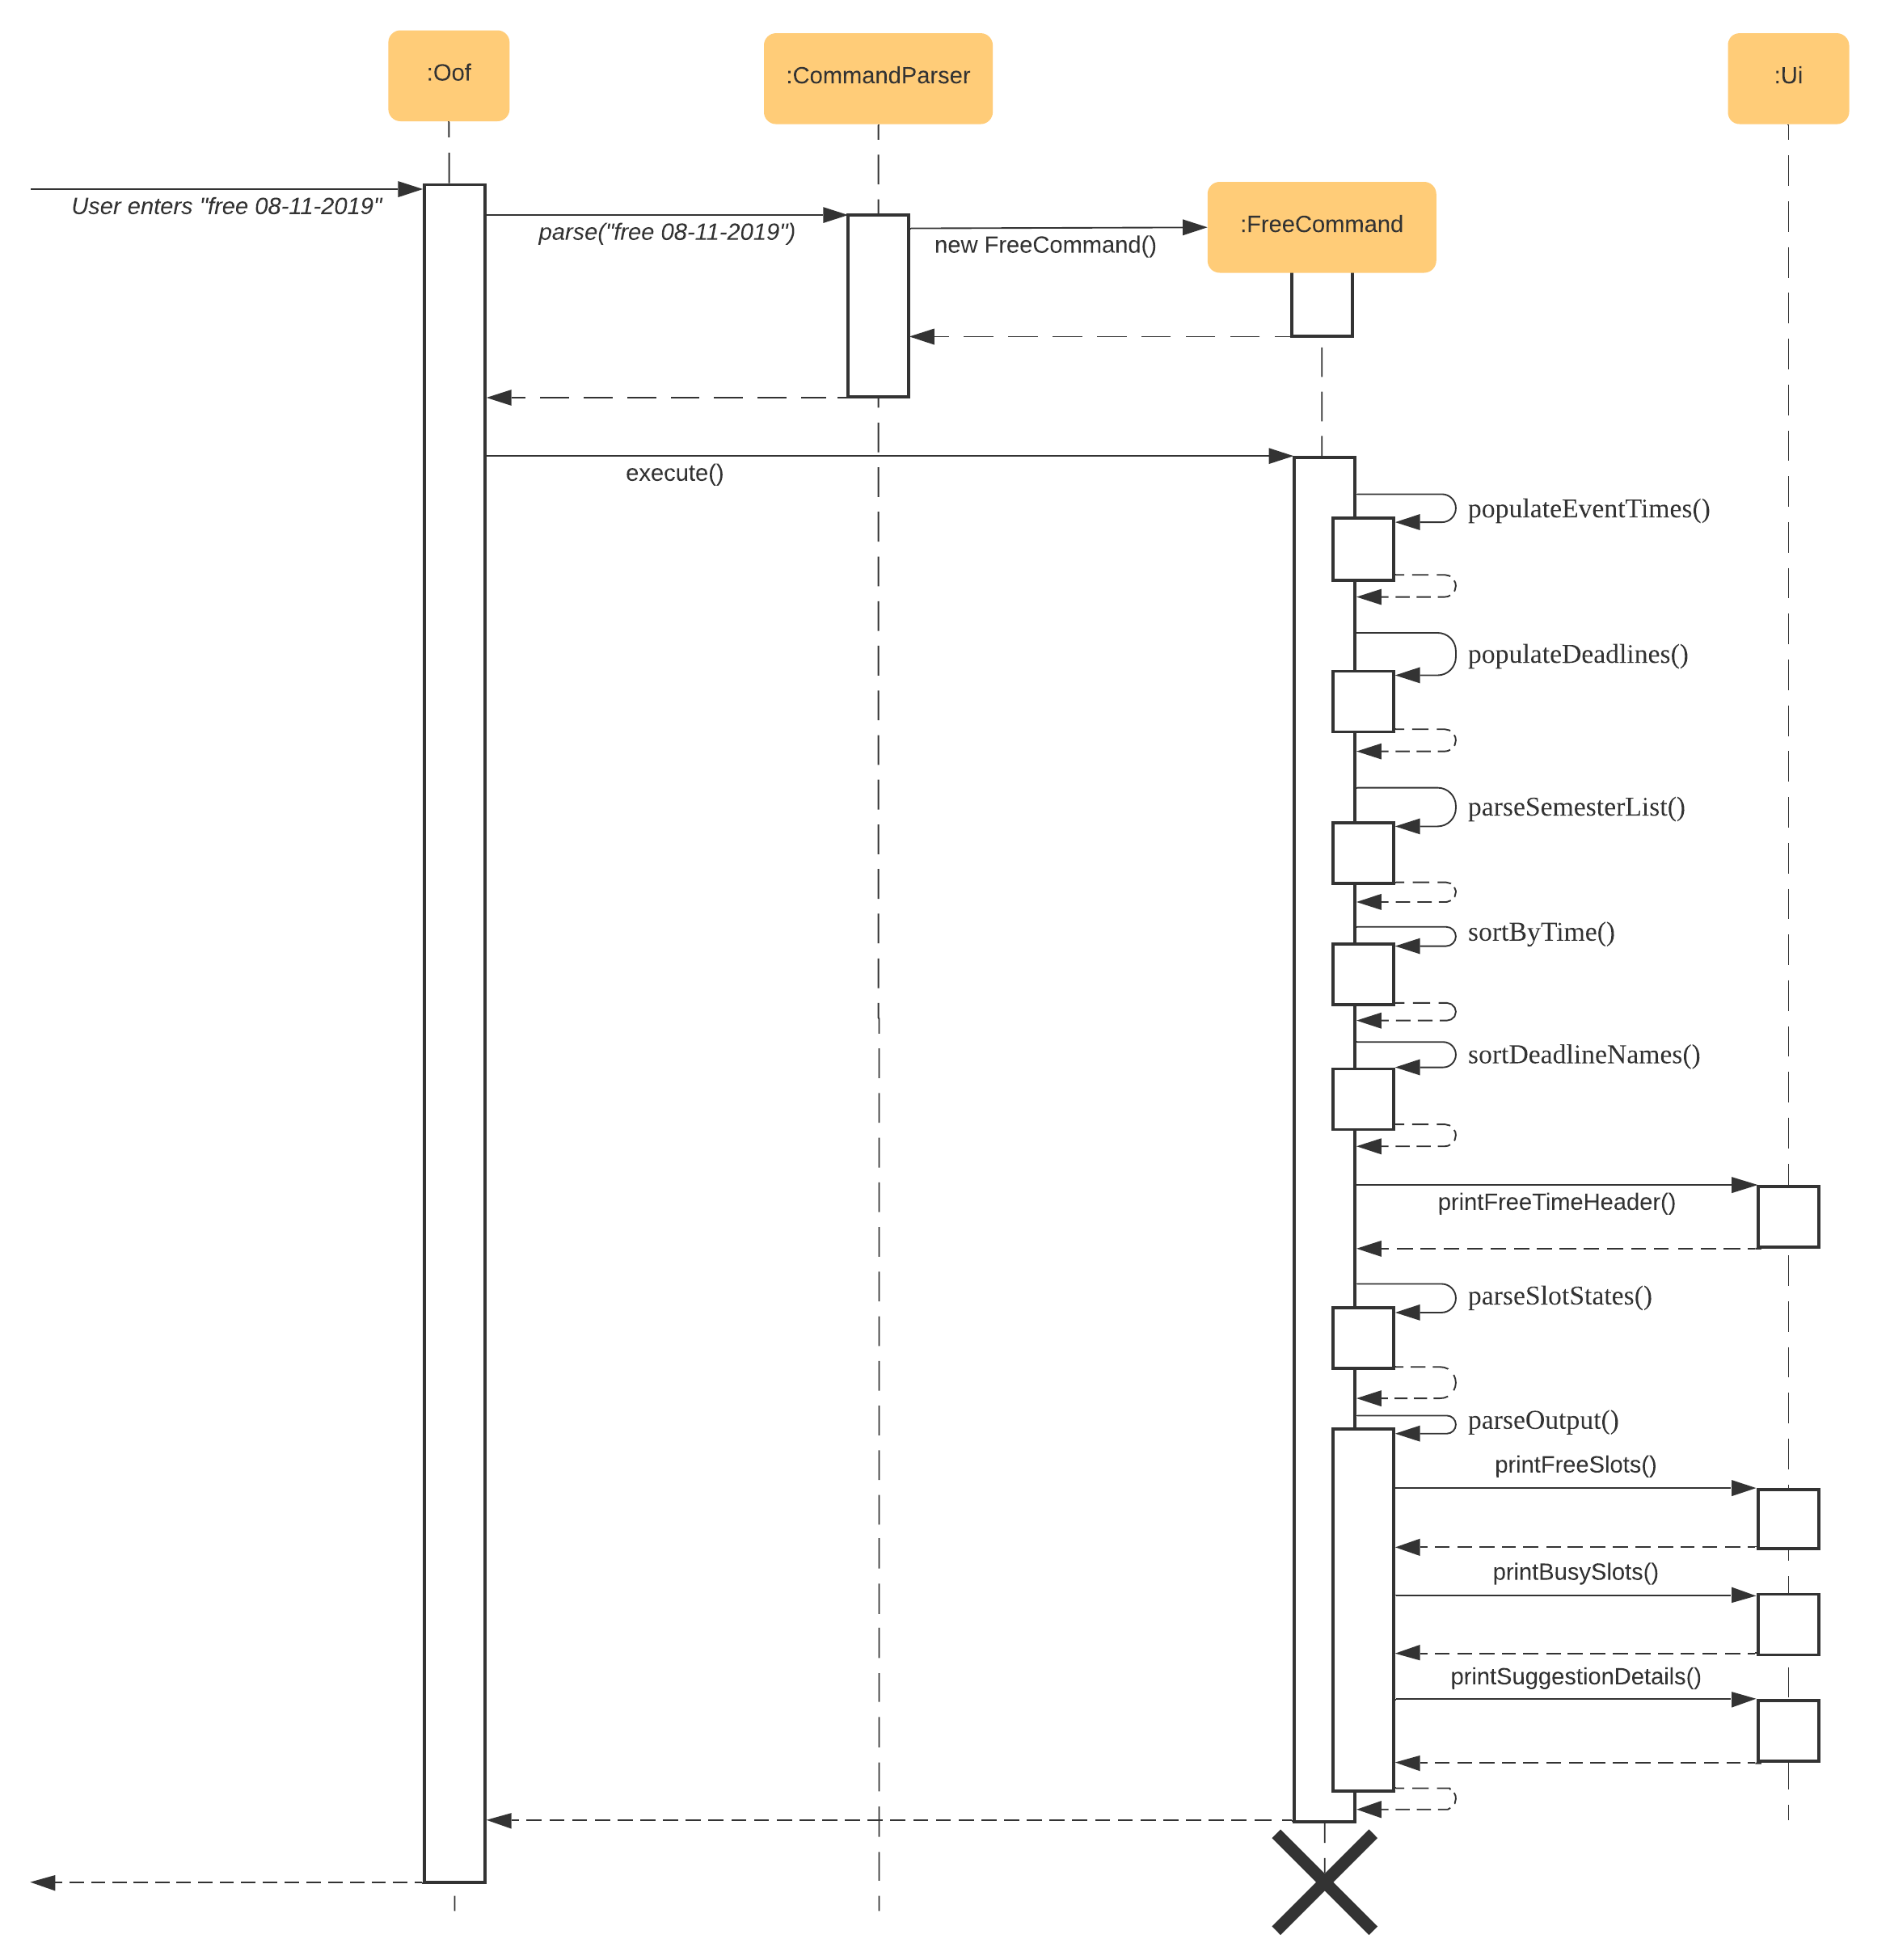 :Oof
:CommandParser
:Ui
User enters "free 08-11-2019"
parse("free 08-11-2019")
new FreeCommand()
:FreeCommand
execute()
populateEventTimes()
populateDeadlines()
parseSemesterList()
sortByTime()
sortDeadlineNames()
printFreeTimeHeader()
parseSlotStates()
parseOutput()
printFreeSlots()
printBusySlots()
printSuggestionDetails()